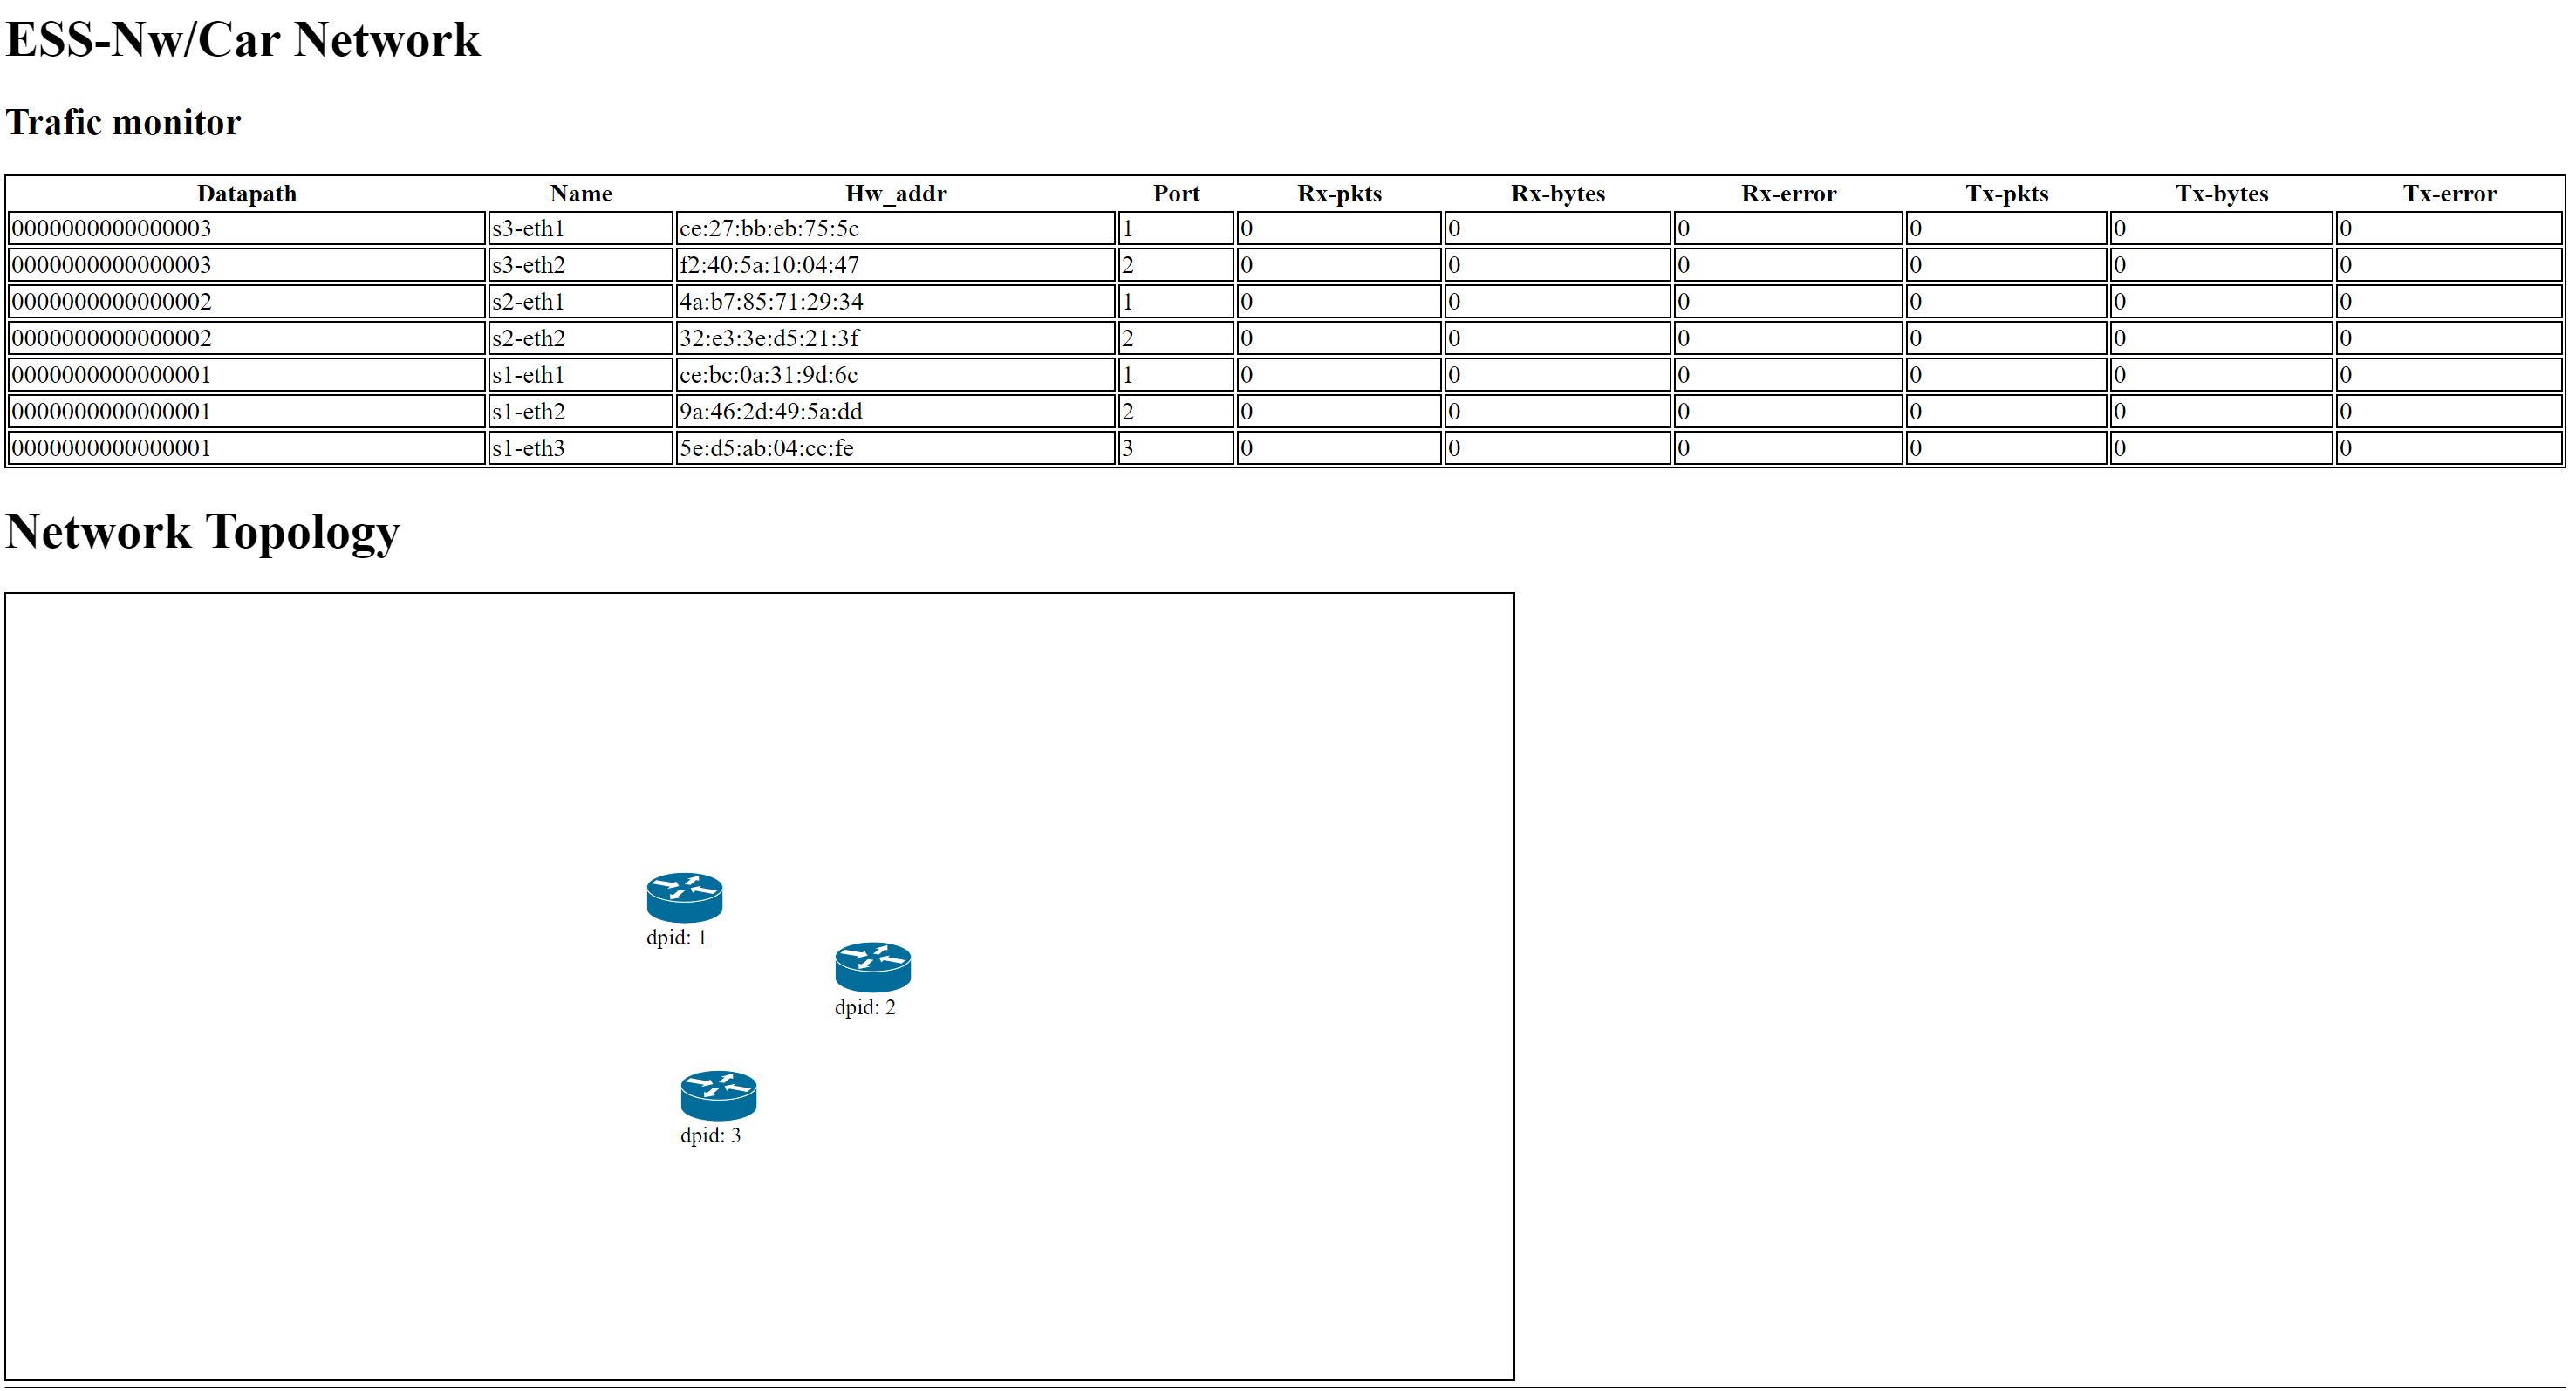 ESS-Nw/Car Network
Trafic monitor
Datapath Name Hw_addr Port Rx-pkts Rx-bytes Rx-error Tx-pkts Tx-bytes Tx-error
0000000000000003 s3-eth1 ce:27:bb:eb:75:5c 1 0 0 0 0 0 0
0000000000000003 s3-eth2 f2:40:5a:10:04:47 2 0 0 0 0 0 0
0000000000000002 s2-eth1 4a:b7:85:71:29:34 1 0 0 0 0 0 0
0000000000000002 s2-eth2 32:e3:3e:d5:21:3f 2 0 0 0 0 0 0
0000000000000001 s1-eth1 ce:bc:0a:31:9d:6c 1 0 0 0 0 0 0
0000000000000001 s1-eth2 9a:46:2d:49:5a:dd 2 0 0 0 0 0 0
0000000000000001 s1-eth3 5e:d5:ab:04:cc:fe 3 0 0 0 0 0 0
Network Topology
dpid: 1
dpid: 2
dpid: 3